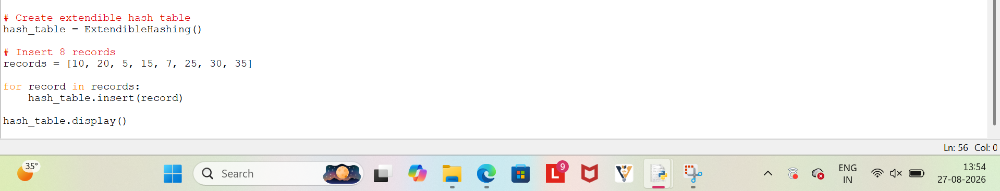 # Create extendible hash table
hash_table = ExtendibleHashing()
# Insert 8 records
records = [10, 20, 5, 15, 7, 25, 30, 35]
for record in records:
    hash_table.insert(record)
hash_table.display()
Ln: 56 Col: 0
35°
Search
L
9
V
ENG
IN
13:54
27-08-2026